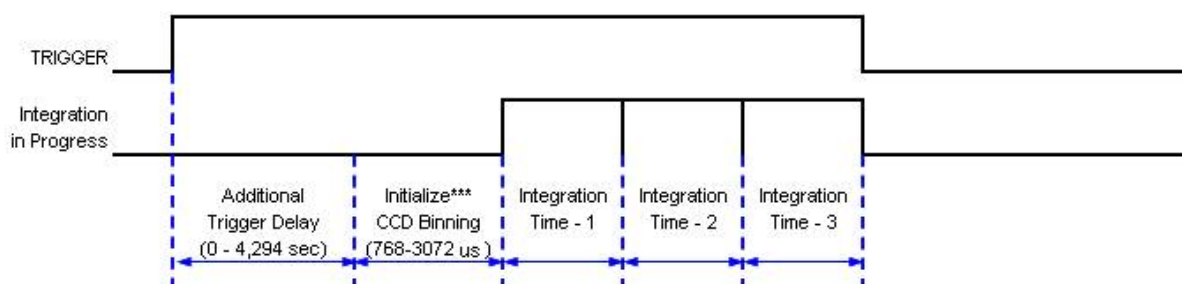 TRIGGER
Integration
in Progress
Additional
Trigger Delay
(0 - 4,294 sec)
Initialize***
CCD Binning
(768-3072 us )
Integration
Time - 1
Integration
Time - 2
Integration
Time - 3